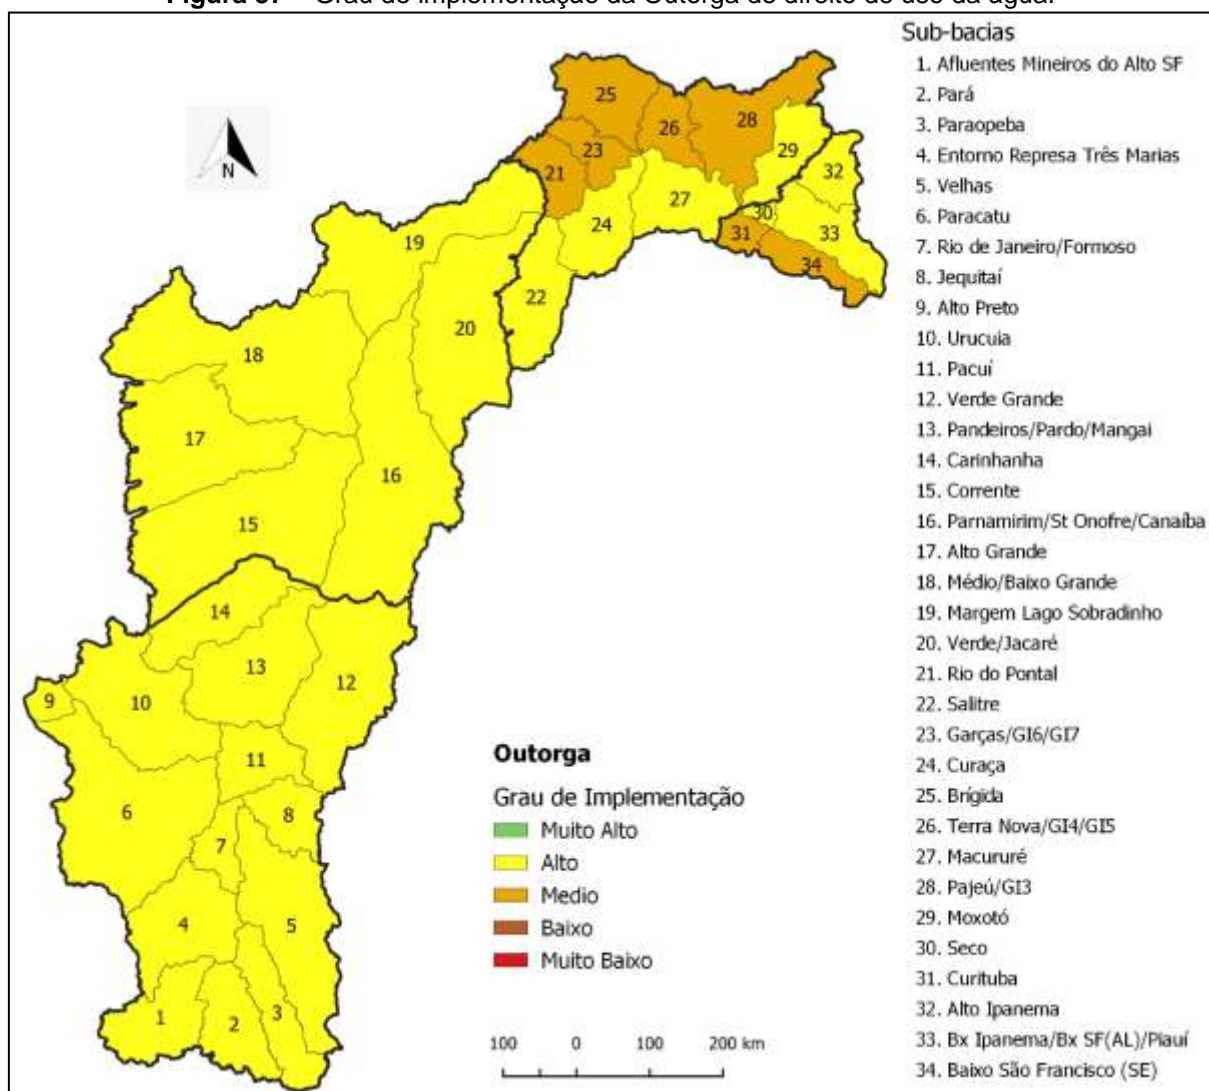 Figura 37 – Grau de implementação da Outorga de direito de uso da água.
Sub-bacias
1. Afluentes Mineiros do Alto SF
2. Pará
3. Paraopeba
4. Entorno Represa Três Marias
5. Velhas
6. Paracatu
7. Rio de Janeiro/Formoso
8. Jequitaí
9. Alto Preto
10. Urucuia
11. Pacuí
12. Verde Grande
13. Pandeiros/Pardo/Mangai
14. Carinhanha
15. Corrente
16. Parnamirim/St Onofre/Canaíba
17. Alto Grande
18. Médio/Baixo Grande
19. Margem Lago Sobradinho
20. Verde/Jacaré
21. Rio do Pontal
22. Salitre
23. Garças/GI6/GI7
24. Curaça
25. Brígida
26. Terra Nova/GI4/GI5
27. Macururé
28. Pajeú/GI3
29. Moxotó
30. Seco
31. Curituba
32. Alto Ipanema
33. Bx Ipanema/Bx SF(AL)/Piauí
34. Baixo São Francisco (SE)
N
25
26
28
23
29
21
32
27
30
24
33
31
34
19
22
20
18
17
16
15
14
13
12
9
10
11
6
8
7
4
5
3
1
2
Outorga
Grau de Implementação
Muito Alto
Alto
Medio
Baixo
Muito Baixo
100 0 100 200 km